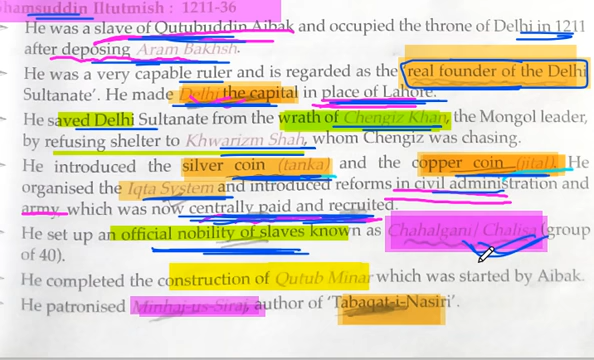 hamsuddin Iltutmish : 1211-36
He was a slave of Qutubuddin Aibak and occupied the throne of Delhi in 1211
after deposing Aram Bakhsh.
He was a very capable ruler and is regarded as the 'real founder of the Delhi
Sultanate'. He made Delhi the capital in place of Lahore.
He saved Delhi Sultanate from the wrath of Chengiz Khan, the Mongol leader,
by refusing shelter to Khwarizm Shah, whom Chengiz was chasing.
He introduced the silver coin (tanka) and the copper coin (jital). He
organised the Iqta System and introduced reforms in civil administration and
army, which was now centrally paid and recruited.
He set up an official nobility of slaves known as Chahalgani/Chalisa (group
of 40).
He completed the construction of Qutub Minar which was started by Aibak.
He patronised Minhaj-us-Siraj, author of 'Tabaqat-i-Nasiri'.